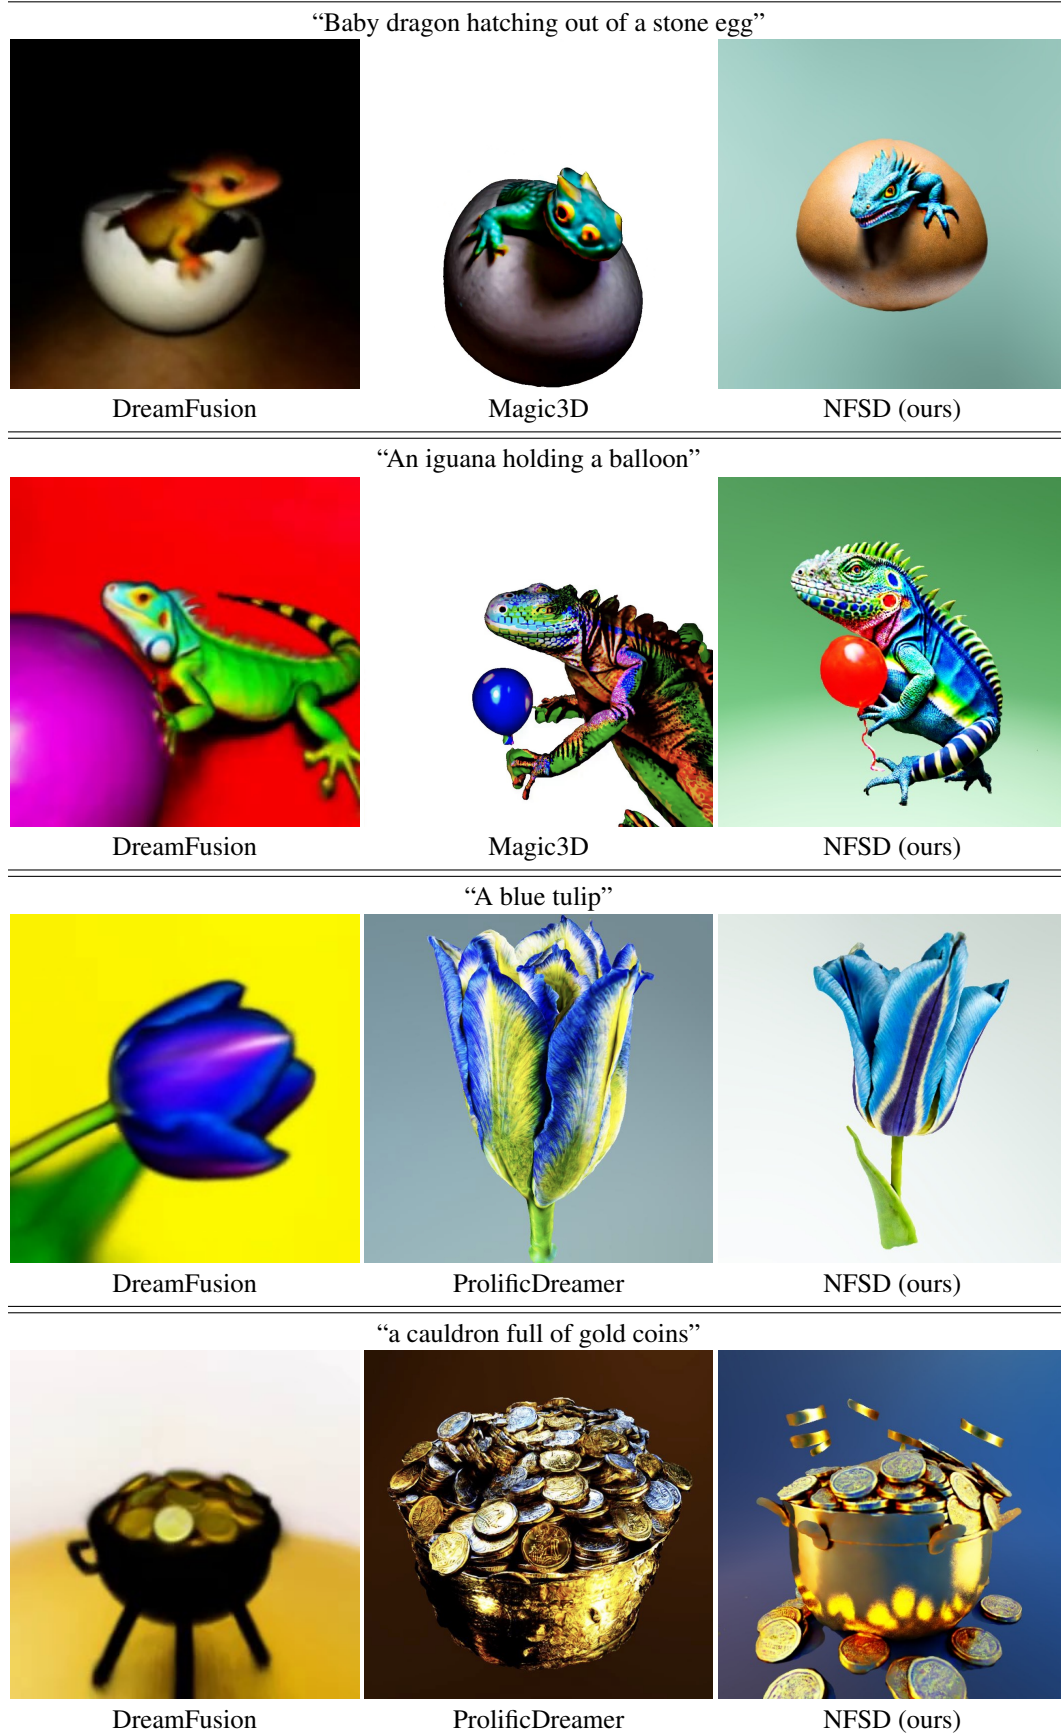 “Baby dragon hatching out of a stone egg”
DreamFusion Magic3D NFSD (ours)
“An iguana holding a balloon”
DreamFusion Magic3D NFSD (ours)
“A blue tulip”
DreamFusion ProlificDreamer NFSD (ours)
“a cauldron full of gold coins”
DreamFusion ProlificDreamer NFSD (ours)